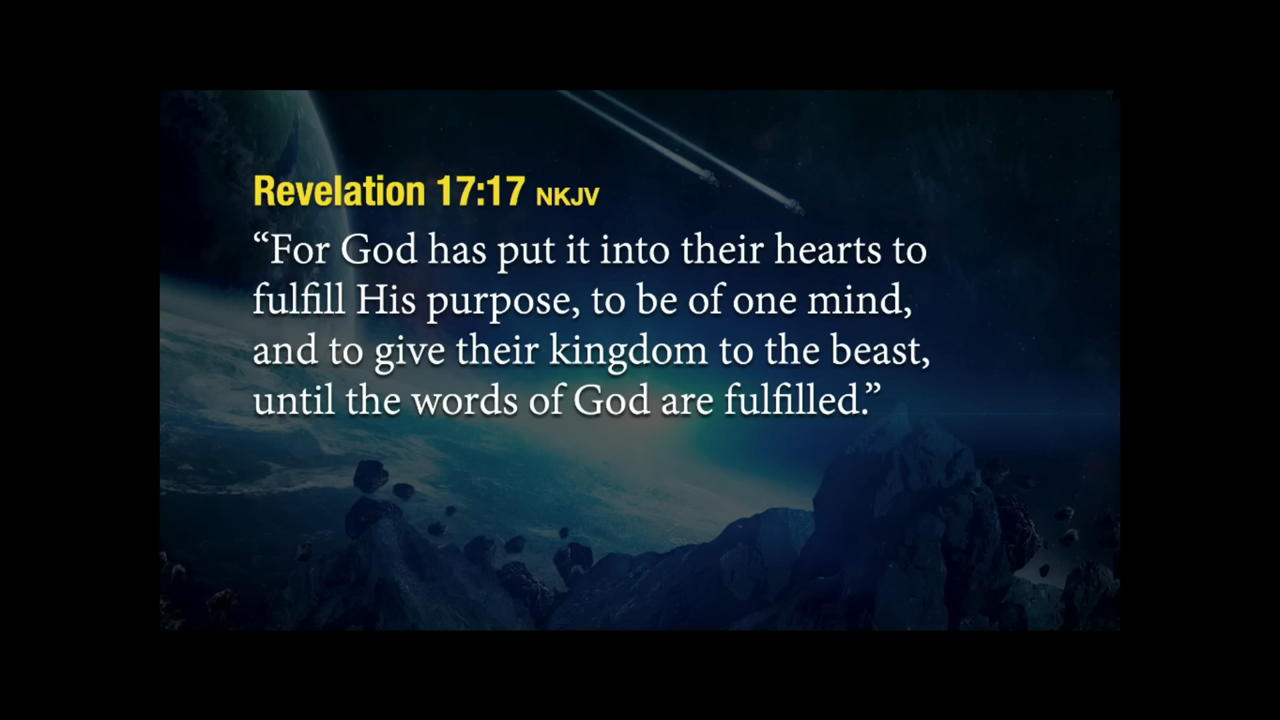 Revelation 17:17 NKJV
“For God has put it into their hearts to
fulfill His purpose, to be of one mind,
and to give their kingdom to the beast,
until the words of God are fulfilled.”